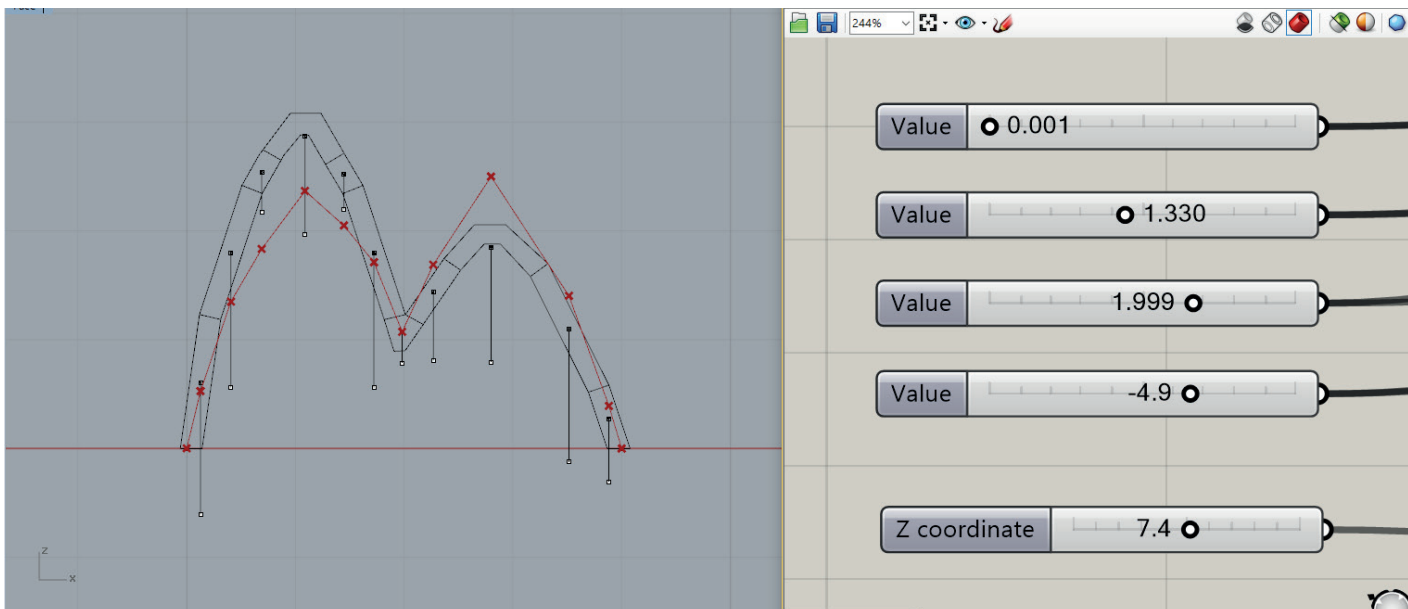 244%
Value 0.001
Value 1.330
Value 1.999
Value -4.9
Z coordinate 7.4
z
x